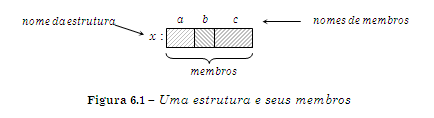 nome da estrutura
a b c
nomes de membros
x :
membros
Figura 6.1 – Uma estrutura e seus membros